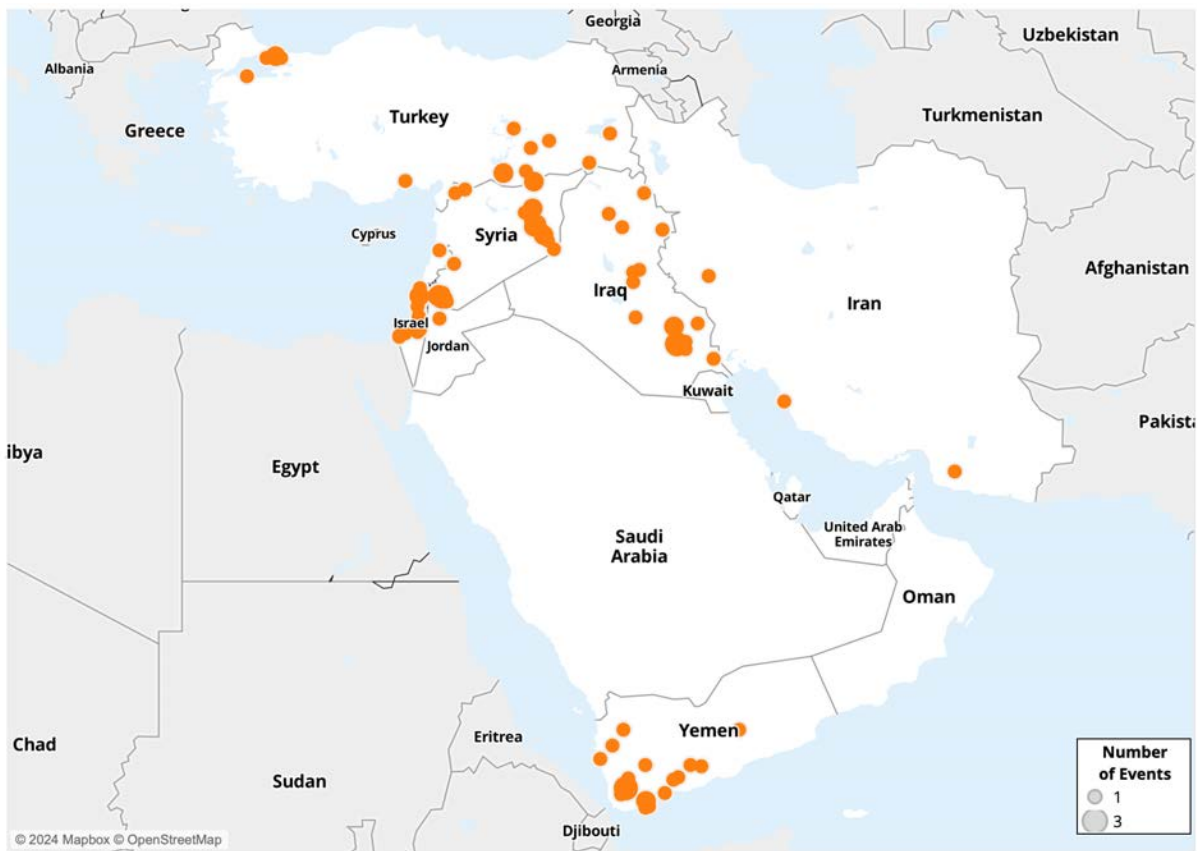 Georgia
Uzbekistan
Albania
Armenia
Turkey
Turkmenistan
Greece
Cyprus
Syria
Afghanistan
Iraq
Iran
Israel
Jordan
Kuwait
Pakista
ibya
Egypt
Qatar
Saudi
Arabia
United Arab
Emirates
Oman
Yemen
Eritrea
Chad
Sudan
Djibouti
Number
of Events
1
3
© 2024 Mapbox © OpenStreetMap